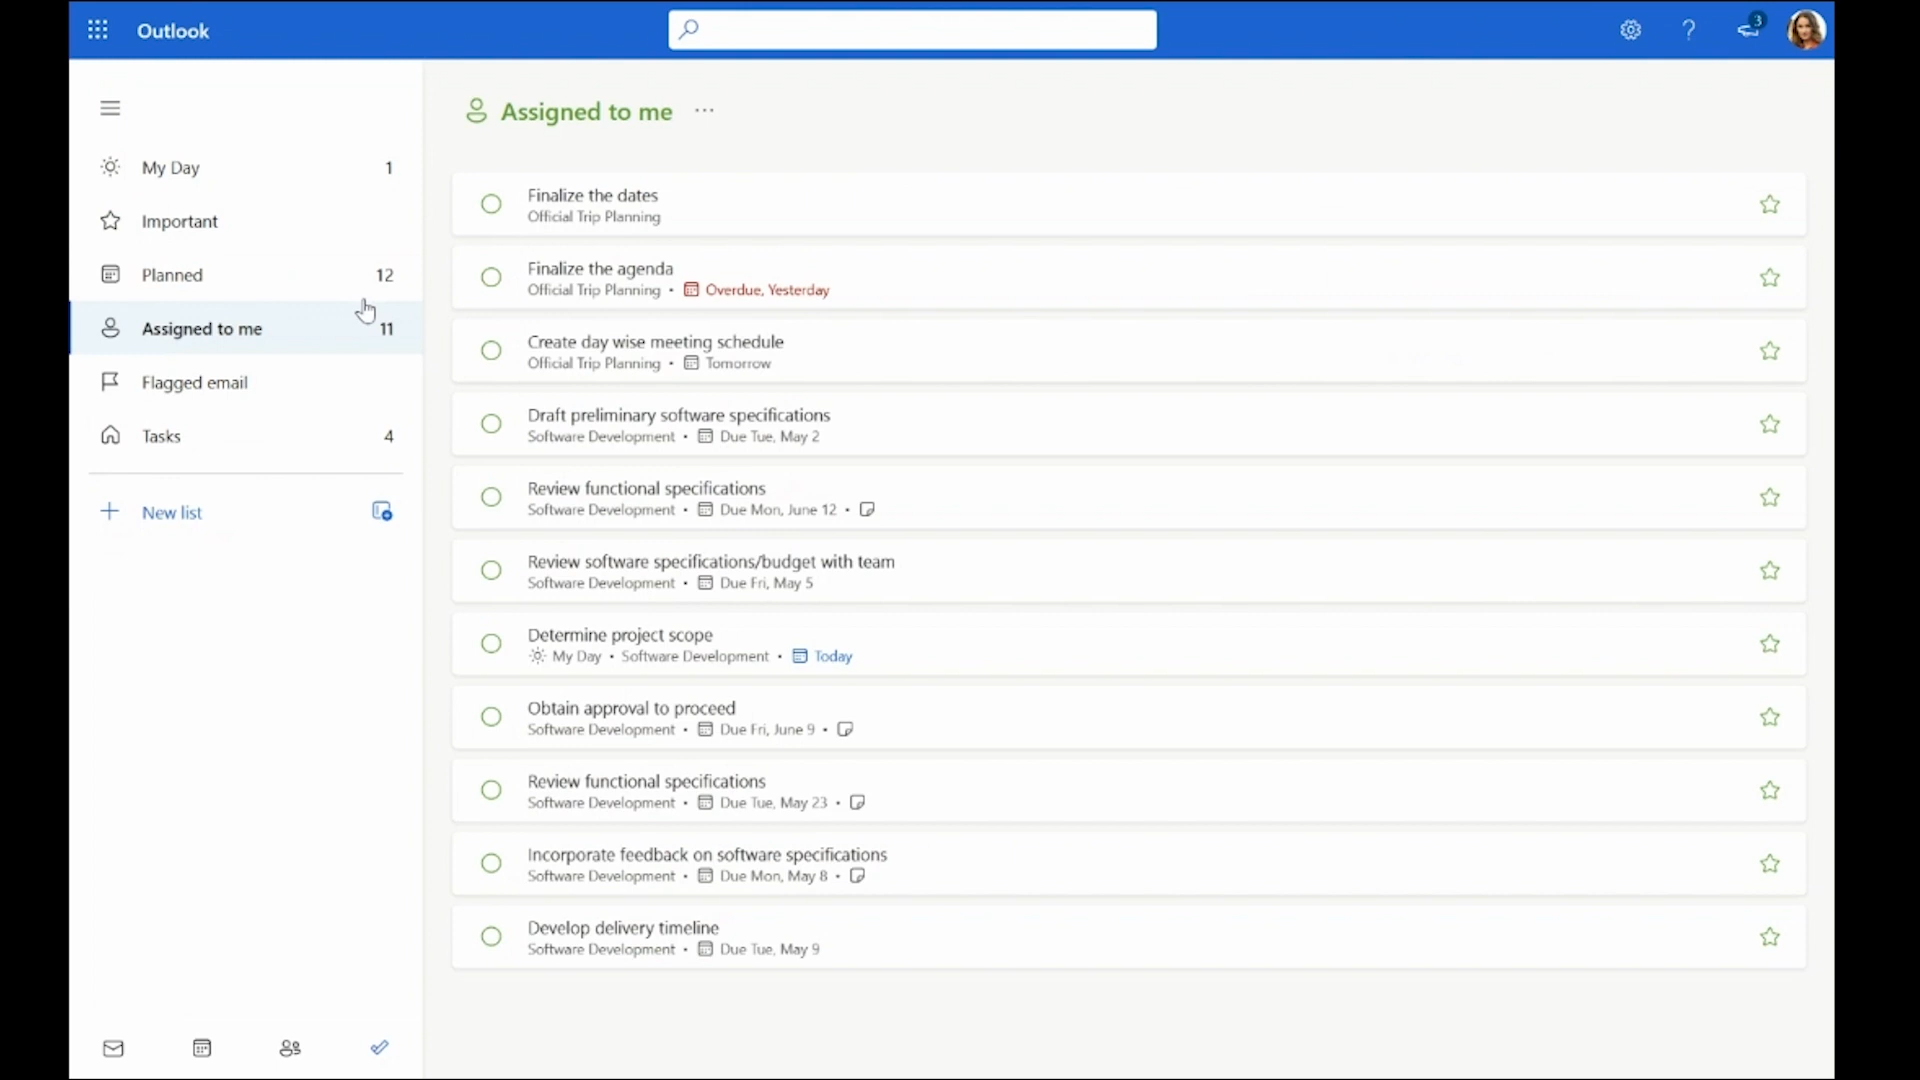 Outlook
3
Assigned to me ...
My Day 1
Important
Planned 12
Assigned to me 11
Flagged email
Tasks 4
New list
Finalize the dates
Official Trip Planning
Finalize the agenda
Official Trip Planning • Overdue, Yesterday
Create day wise meeting schedule
Official Trip Planning • Tomorrow
Draft preliminary software specifications
Software Development • Due Tue, May 2
Review functional specifications
Software Development • Due Mon, June 12 •
Review software specifications/budget with team
Software Development • Due Fri, May 5
Determine project scope
My Day • Software Development • Today
Obtain approval to proceed
Software Development • Due Fri, June 9 •
Review functional specifications
Software Development • Due Tue, May 23 •
Incorporate feedback on software specifications
Software Development • Due Mon, May 8 •
Develop delivery timeline
Software Development • Due Tue, May 9